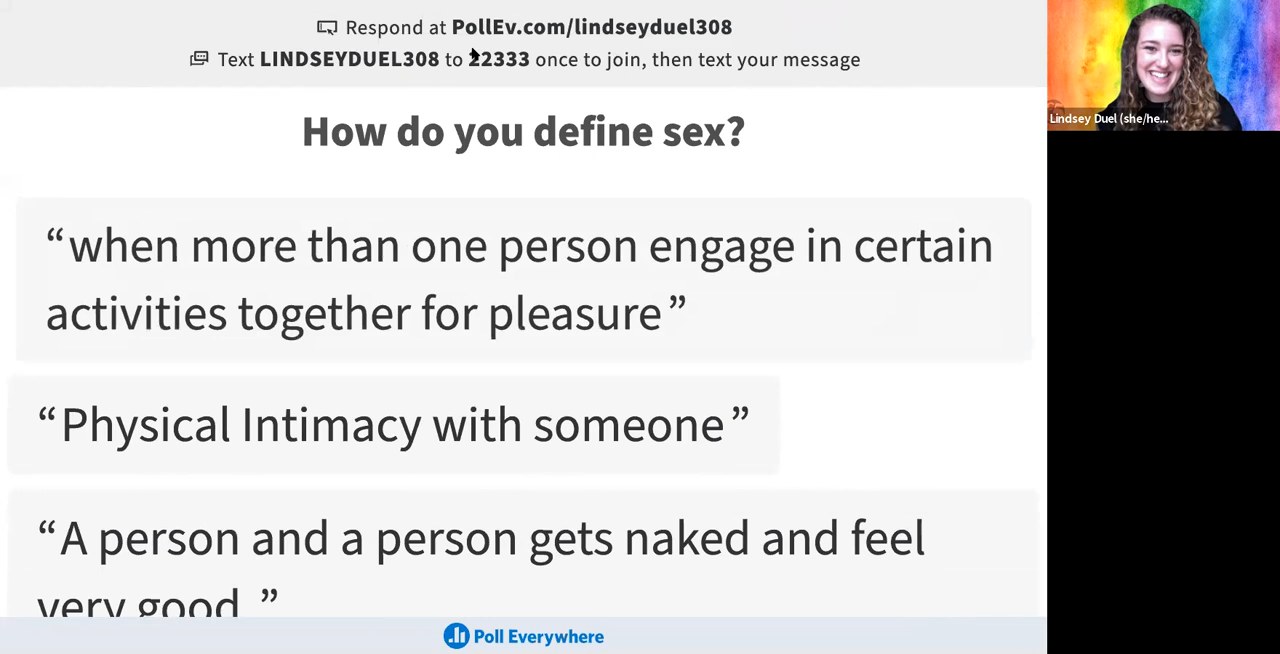 Respond at PollEv.com/lindseyduel308
Text LINDSEYDUEL308 to 22333 once to join, then text your message
How do you define sex?
“when more than one person engage in certain
activities together for pleasure”
“Physical Intimacy with someone”
“A person and a person gets naked and feel
very good ”
Poll Everywhere
Lindsey Duel (she/he...